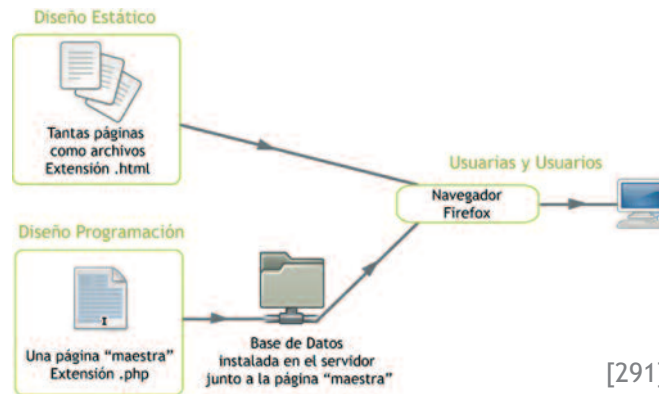 Diseño Estático
Tantas páginas
como archivos
Extensión .html
Usuarias y Usuarios
Navegador
Firefox
Diseño Programación
Una página “maestra”
Extensión .php
Base de Datos
instalada en el servidor
junto a la página “maestra”
[291]